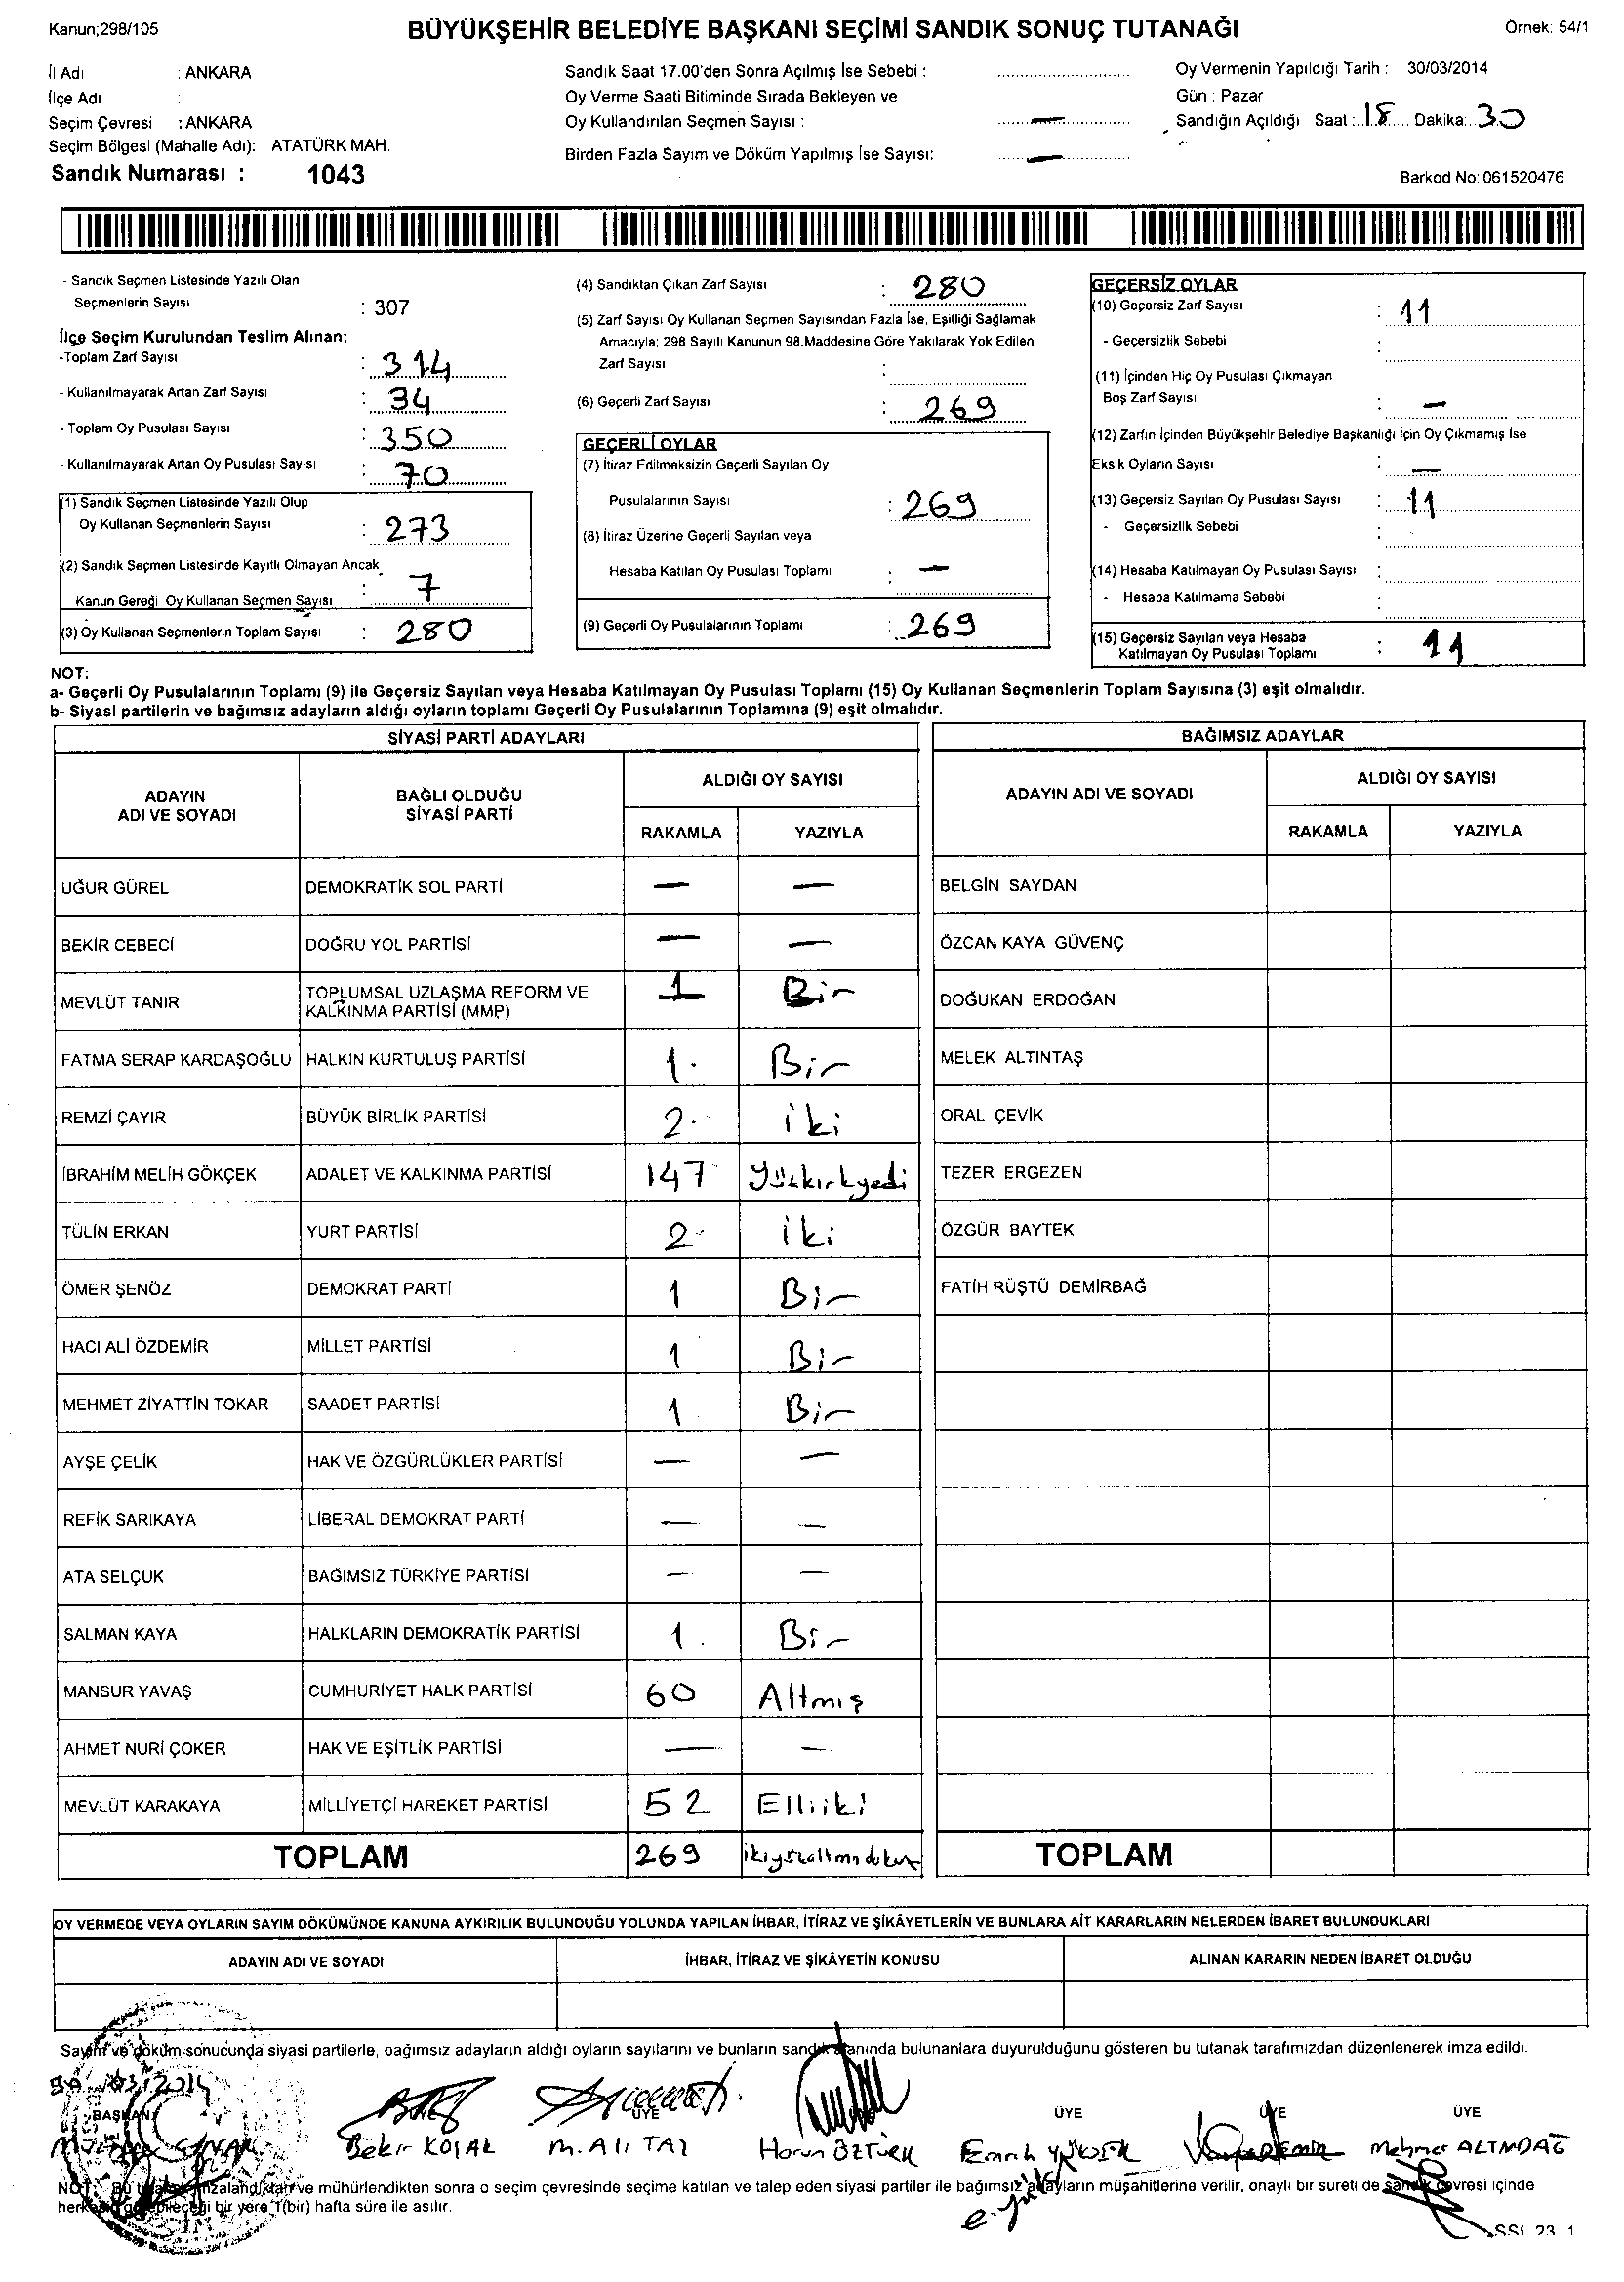 Kanun;298/105
BÜYÜKŞEHİR BELEDİYE BAŞKANI SEÇİMİ SANDIK SONUÇ TUTANAĞI
Örnek: 54/1
İl Adı : ANKARA
İlçe Adı :
Seçim Çevresi : ANKARA
Seçim Bölgesi (Mahalle Adı): ATATÜRK MAH.
Sandık Numarası : 1043
Sandık Saat 17.00'den Sonra Açılmış İse Sebebi :
Oy Verme Saati Bitiminde Sırada Bekleyen ve
Oy Kullandırılan Seçmen Sayısı : —
Birden Fazla Sayım ve Döküm Yapılmış İse Sayısı: —
Oy Vermenin Yapıldığı Tarih : 30/03/2014
Gün : Pazar
Sandığın Açıldığı Saat : 18 Dakika: 30
Barkod No: 061520476
- Sandık Seçmen Listesinde Yazılı Olan
Seçmenlerin Sayısı : 307
İlçe Seçim Kurulundan Teslim Alınan;
-Toplam Zarf Sayısı : 314
- Kullanılmayarak Artan Zarf Sayısı : 34
- Toplam Oy Pusulası Sayısı : 350
- Kullanılmayarak Artan Oy Pusulası Sayısı : 70
(1) Sandık Seçmen Listesinde Yazılı Olup
Oy Kullanan Seçmenlerin Sayısı : 273
(2) Sandık Seçmen Listesinde Kayıtlı Olmayan Ancak
Kanun Gereği Oy Kullanan Seçmen Sayısı : 7
(3) Oy Kullanan Seçmenlerin Toplam Sayısı : 280
(4) Sandıktan Çıkan Zarf Sayısı : 280
(5) Zarf Sayısı Oy Kullanan Seçmen Sayısından Fazla İse, Eşitliği Sağlamak
Amacıyla; 298 Sayılı Kanunun 98.Maddesine Göre Yakılarak Yok Edilen
Zarf Sayısı :
(6) Geçerli Zarf Sayısı : 269
GEÇERLİ OYLAR
(7) İtiraz Edilmeksizin Geçerli Sayılan Oy
Pusulalarının Sayısı : 269
(8) İtiraz Üzerine Geçerli Sayılan veya
Hesaba Katılan Oy Pusulası Toplamı : —
(9) Geçerli Oy Pusulalarının Toplamı : 269
GEÇERSİZ OYLAR
(10) Geçersiz Zarf Sayısı : 11
- Geçersizlik Sebebi :
(11) İçinden Hiç Oy Pusulası Çıkmayan
Boş Zarf Sayısı : —
(12) Zarfın İçinden Büyükşehir Belediye Başkanlığı İçin Oy Çıkmamış İse
Eksik Oyların Sayısı : —
(13) Geçersiz Sayılan Oy Pusulası Sayısı : 11
- Geçersizlik Sebebi :
(14) Hesaba Katılmayan Oy Pusulası Sayısı :
- Hesaba Katılmama Sebebi :
(15) Geçersiz Sayılan veya Hesaba
Katılmayan Oy Pusulası Toplamı : 11
NOT:
a- Geçerli Oy Pusulalarının Toplamı (9) ile Geçersiz Sayılan veya Hesaba Katılmayan Oy Pusulası Toplamı (15) Oy Kullanan Seçmenlerin Toplam Sayısına (3) eşit olmalıdır.
b- Siyasi partilerin ve bağımsız adayların aldığı oyların toplamı Geçerli Oy Pusulalarının Toplamına (9) eşit olmalıdır.
SİYASİ PARTİ ADAYLARI
ADAYIN
ADI VE SOYADI
BAĞLI OLDUĞU
SİYASİ PARTİ
ALDIĞI OY SAYISI
RAKAMLA YAZIYLA
UĞUR GÜREL DEMOKRATİK SOL PARTİ — —
BEKİR CEBECİ DOĞRU YOL PARTİSİ — —
MEVLÜT TANIR TOPLUMSAL UZLAŞMA REFORM VE
KALKINMA PARTİSİ (MMP) 1 Bir
FATMA SERAP KARDAŞOĞLU HALKIN KURTULUŞ PARTİSİ 1 Bir
REMZİ ÇAYIR BÜYÜK BİRLİK PARTİSİ 2 iki
İBRAHİM MELİH GÖKÇEK ADALET VE KALKINMA PARTİSİ 147 Yüzkırkyedi
TÜLİN ERKAN YURT PARTİSİ 2 iki
ÖMER ŞENÖZ DEMOKRAT PARTİ 1 Bir
HACI ALİ ÖZDEMİR MİLLET PARTİSİ 1 Bir
MEHMET ZİYATTİN TOKAR SAADET PARTİSİ 1 Bir
AYŞE ÇELİK HAK VE ÖZGÜRLÜKLER PARTİSİ — —
REFİK SARIKAYA LİBERAL DEMOKRAT PARTİ — —
ATA SELÇUK BAĞIMSIZ TÜRKİYE PARTİSİ — —
SALMAN KAYA HALKLARIN DEMOKRATİK PARTİSİ 1 Bir
MANSUR YAVAŞ CUMHURİYET HALK PARTİSİ 60 Altmış
AHMET NURİ ÇOKER HAK VE EŞİTLİK PARTİSİ — —
MEVLÜT KARAKAYA MİLLİYETÇİ HAREKET PARTİSİ 52 Elliiki
TOPLAM 269
BAĞIMSIZ ADAYLAR
ADAYIN ADI VE SOYADI
ALDIĞI OY SAYISI
RAKAMLA YAZIYLA
BELGİN SAYDAN
ÖZCAN KAYA GÜVENÇ
DOĞUKAN ERDOĞAN
MELEK ALTINTAŞ
ORAL ÇEVİK
TEZER ERGEZEN
ÖZGÜR BAYTEK
FATİH RÜŞTÜ DEMİRBAĞ
TOPLAM
OY VERMEDE VEYA OYLARIN SAYIM DÖKÜMÜNDE KANUNA AYKIRILIK BULUNDUĞU YOLUNDA YAPILAN İHBAR, İTİRAZ VE ŞİKÂYETLERİN VE BUNLARA AİT KARARLARIN NELERDEN İBARET BULUNDUKLARI
ADAYIN ADI VE SOYADI İHBAR, İTİRAZ VE ŞİKÂYETİN KONUSU ALINAN KARARIN NEDEN İBARET OLDUĞU
Sayım ve döküm sonucunda siyasi partilerle, bağımsız adayların aldığı oyların sayılarını ve bunların sandık alanında bulunanlara duyurulduğunu gösteren bu tutanak tarafımızdan düzenlenerek imza edildi.
30/03/2014
BAŞKAN ÜYE ÜYE ÜYE ÜYE
Bekir KOÇAK M. Ali TAŞ Harun ÖZTÜRK Emrah YÜKSEK Mehmet ALTINDAĞ
NOT: Bu tutanak imzalandıktan ve mühürlendikten sonra o seçim çevresinde seçime katılan ve talep eden siyasi partiler ile bağımsız adayların müşahitlerine verilir, onaylı bir sureti de sandık çevresi içinde
herkesin görebileceği bir yere 1(bir) hafta süre ile asılır.